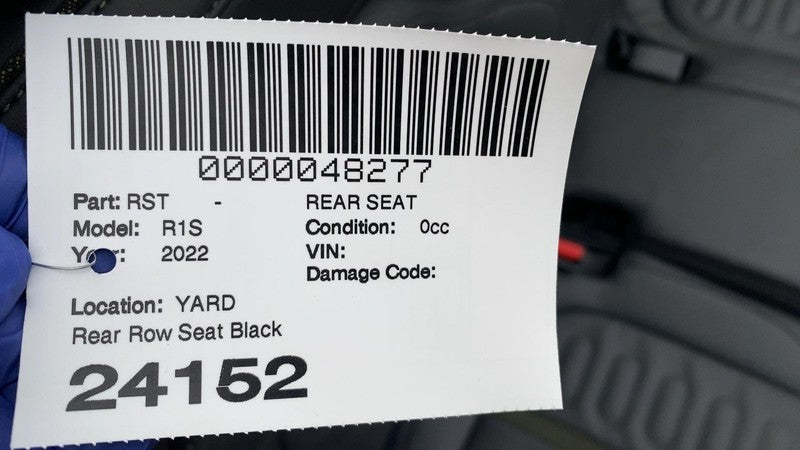 0000048277
Part: RST - REAR SEAT
Model: R1S Condition: 0cc
Year: 2022 VIN:
Damage Code:
Location: YARD
Rear Row Seat Black
24152